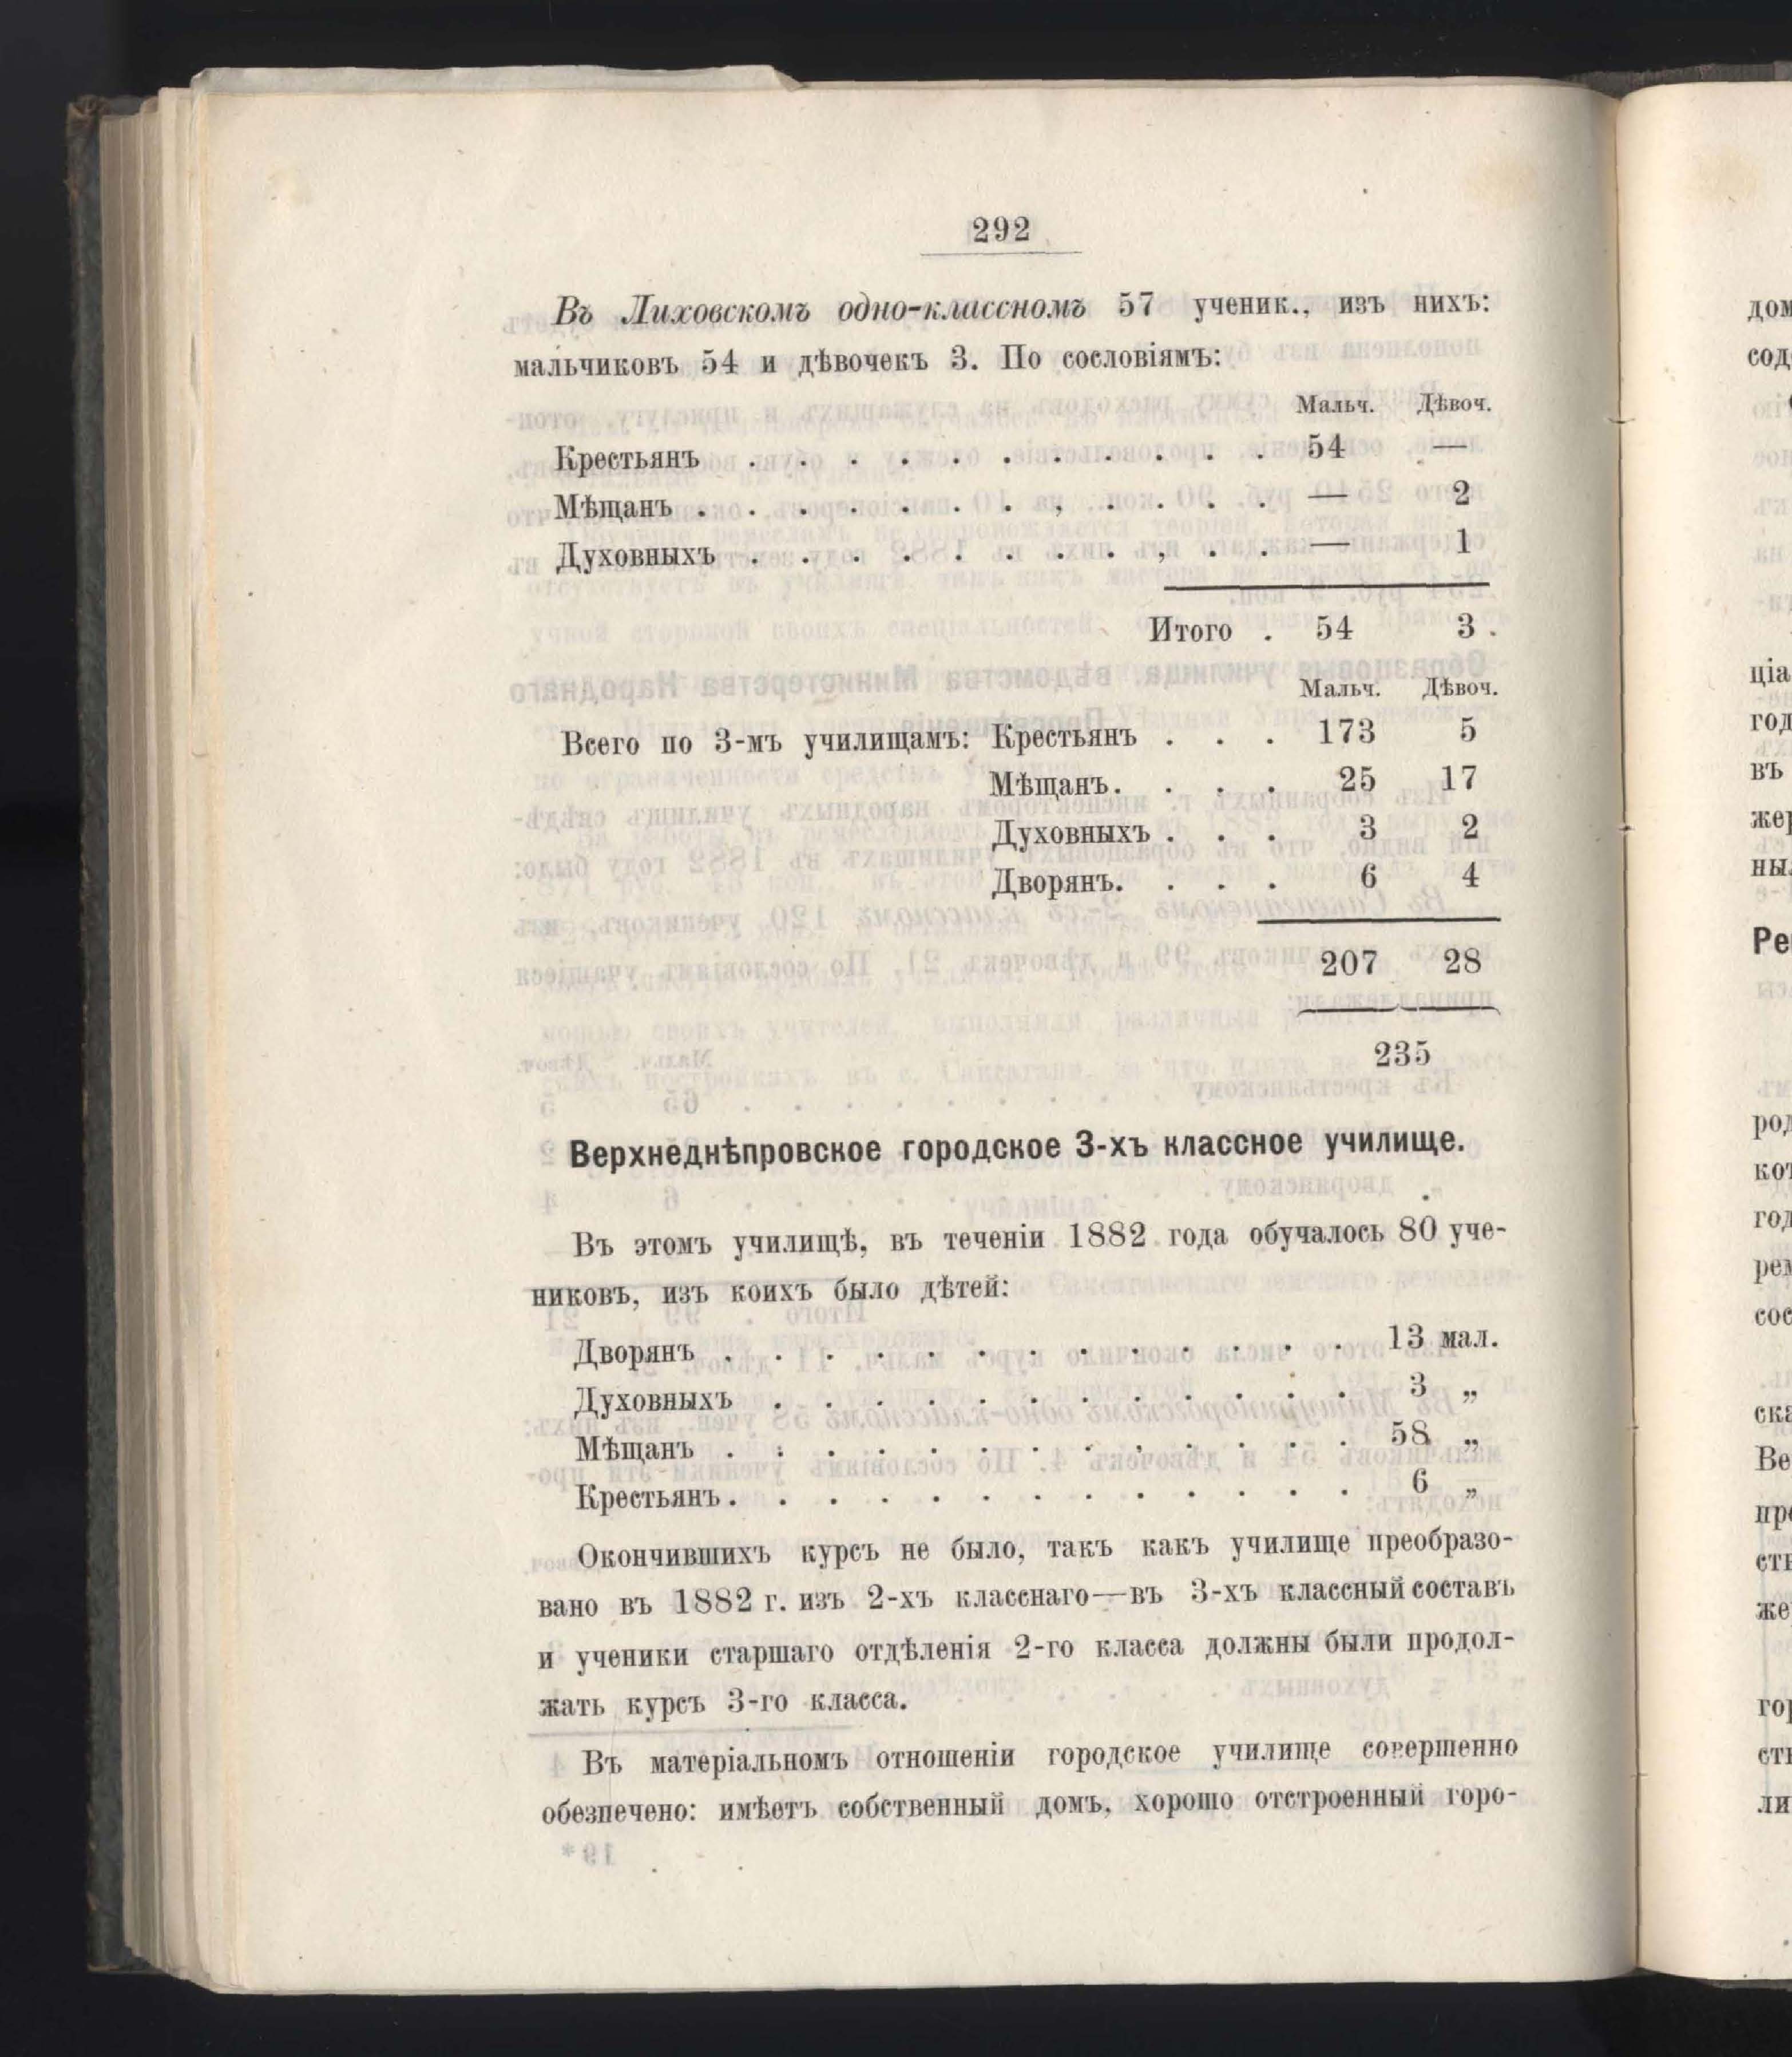 292
Въ Лиховскомъ одно-классномъ 57 ученик., изъ нихъ:
мальчиковъ 54 и дѣвочекъ 3. По сословіямъ:
Мальч. Дѣвоч.
Крестьянъ . . . . . . . . . . . 54 —
Мѣщанъ . . . . . . . . , . . . . — 2
Духовныхъ . . . . . . . . , . . — 1
Итого . 54 3 .
Мальч. Дѣвоч.
Всего по 3-мъ училищамъ: Крестьянъ . . . 173 5
Мѣщанъ. . . . 25 17
Духовныхъ . . . 3 2
Дворянъ. . . . 6 4
207 28
235
Верхнеднѣпровское городское 3-хъ классное училище.
Въ этомъ училищѣ, въ теченіи 1882 года обучалось 80 уче-
никовъ, изъ коихъ было дѣтей:
Дворянъ . . . . . . . . . . . . . 13 мал.
Духовныхъ . . . . . . . . . . . . 3 „
Мѣщанъ . . . . . . . . . . . . . 58 „
Крестьянъ . . . . . . . . . . . . . 6 „
Окончившихъ курсъ не было, такъ какъ училище преобразо-
вано въ 1882 г. изъ 2-хъ класснаго—въ 3-хъ классный составъ
и ученики старшаго отдѣленія 2-го класса должны были продол-
жать курсъ 3-го класса.
Въ матеріальномъ отношеніи городское училище совершенно
обезпечено: имѣетъ собственный домъ, хорошо отстроенный горо-